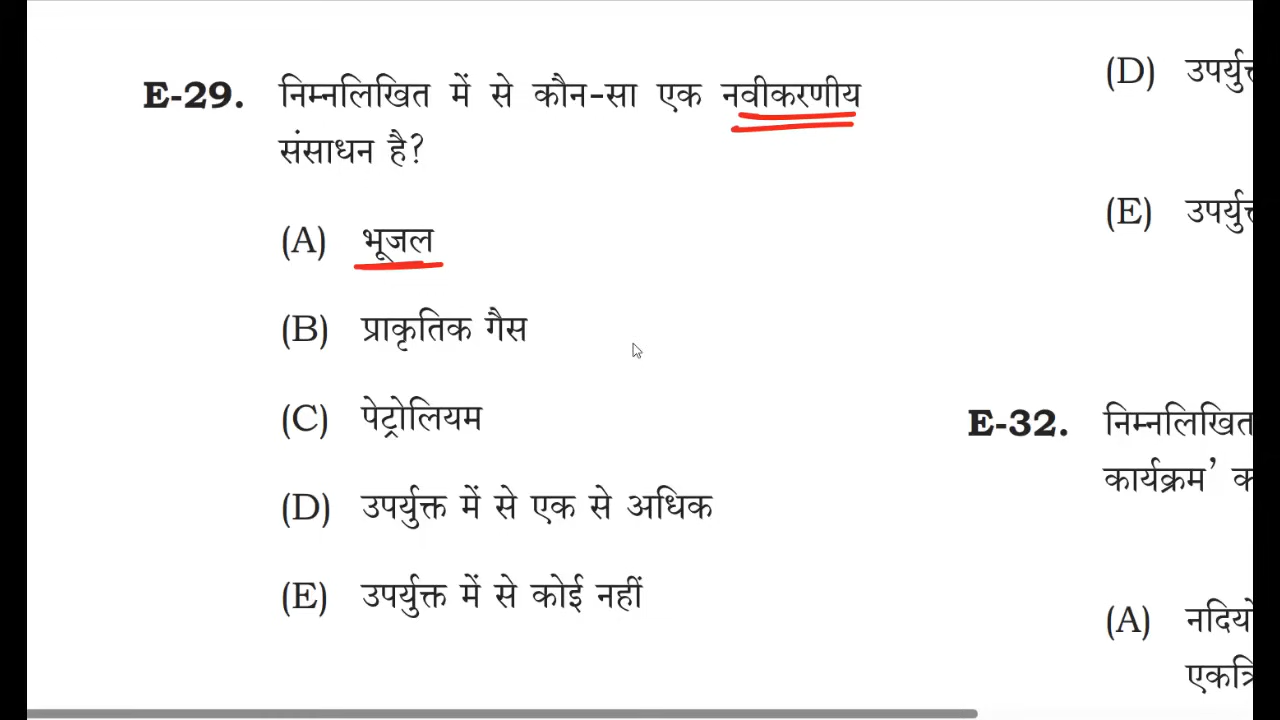 E-29. निम्नलिखित में से कौन-सा एक नवीकरणीय
संसाधन है?
(A) भूजल
(B) प्राकृतिक गैस
(C) पेट्रोलियम
(D) उपर्युक्त में से एक से अधिक
(E) उपर्युक्त में से कोई नहीं
(D)
(E)
E-32. निम्नलिखित
कार्यक्रम’
(A)